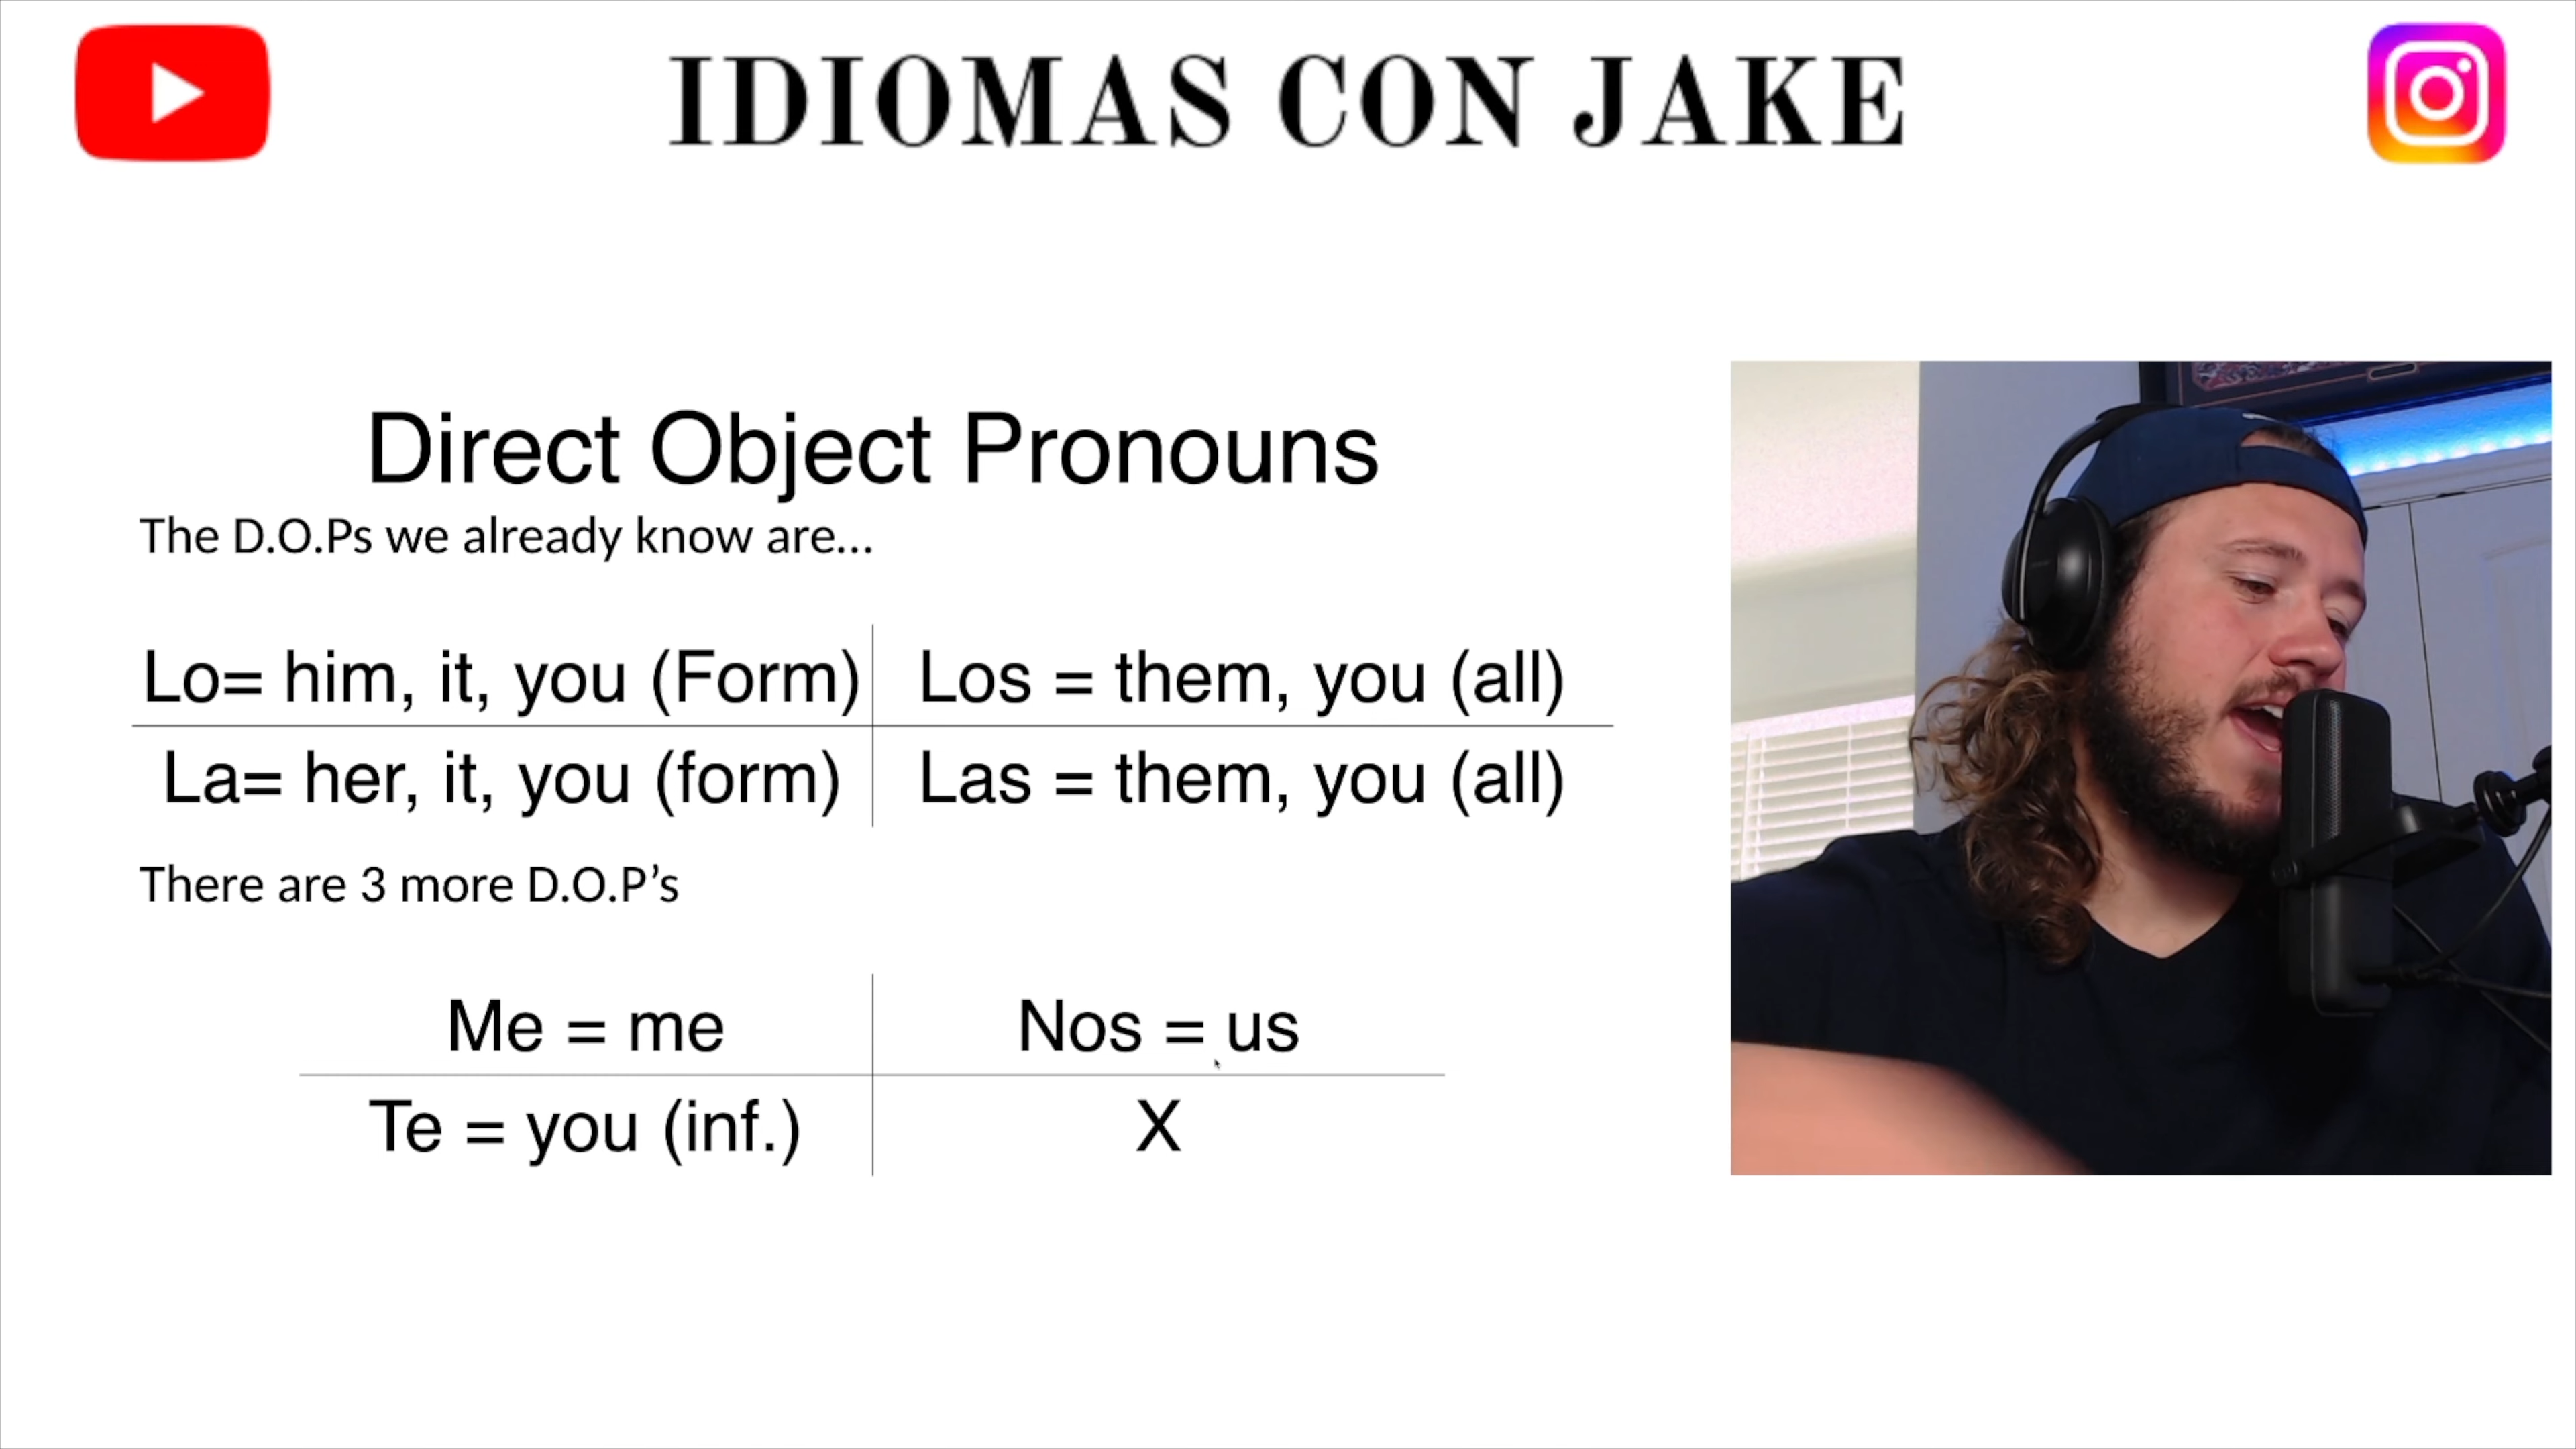 IDIOMAS CON JAKE
Direct Object Pronouns
The D.O.Ps we already know are...
Lo= him, it, you (Form) Los = them, you (all)
La= her, it, you (form) Las = them, you (all)
There are 3 more D.O.P’s
Me = me Nos = us
Te = you (inf.) X